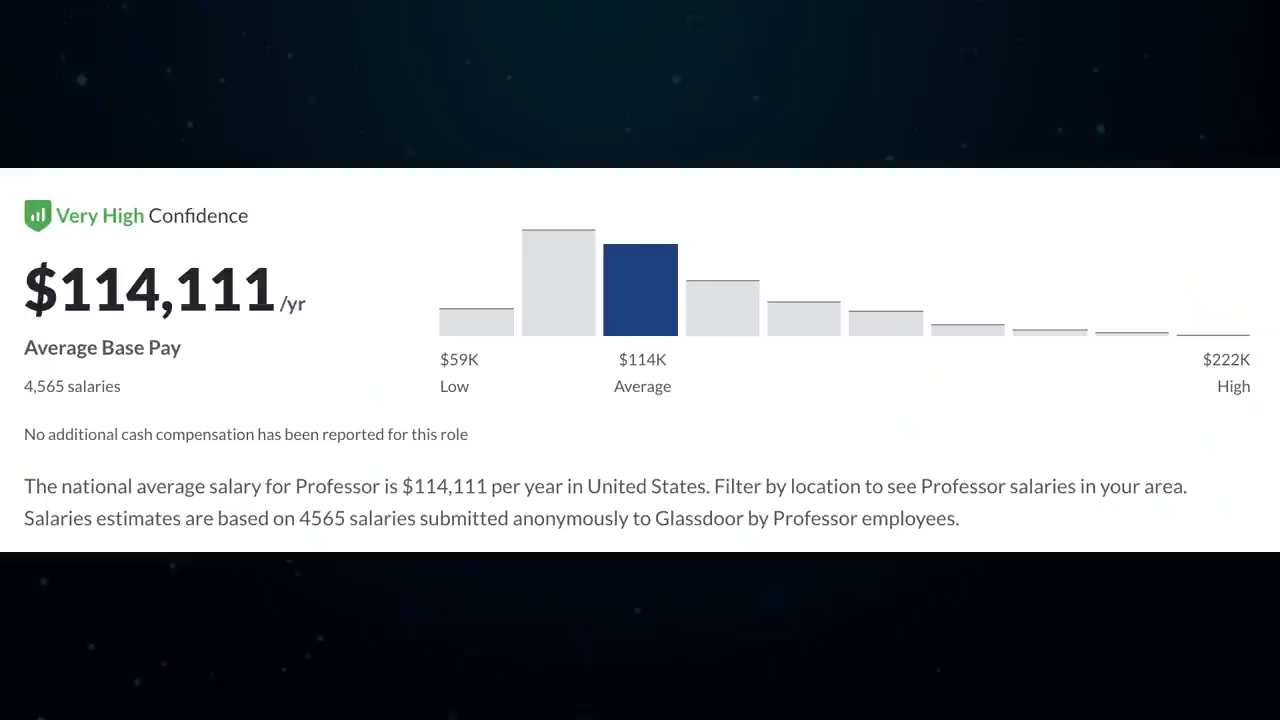 Very High Confidence
$114,111 /yr
Average Base Pay
4,565 salaries
$59K
$114K
$222K
Low
Average
High
No additional cash compensation has been reported for this role
The national average salary for Professor is $114,111 per year in United States. Filter by location to see Professor salaries in your area.
Salaries estimates are based on 4565 salaries submitted anonymously to Glassdoor by Professor employees.